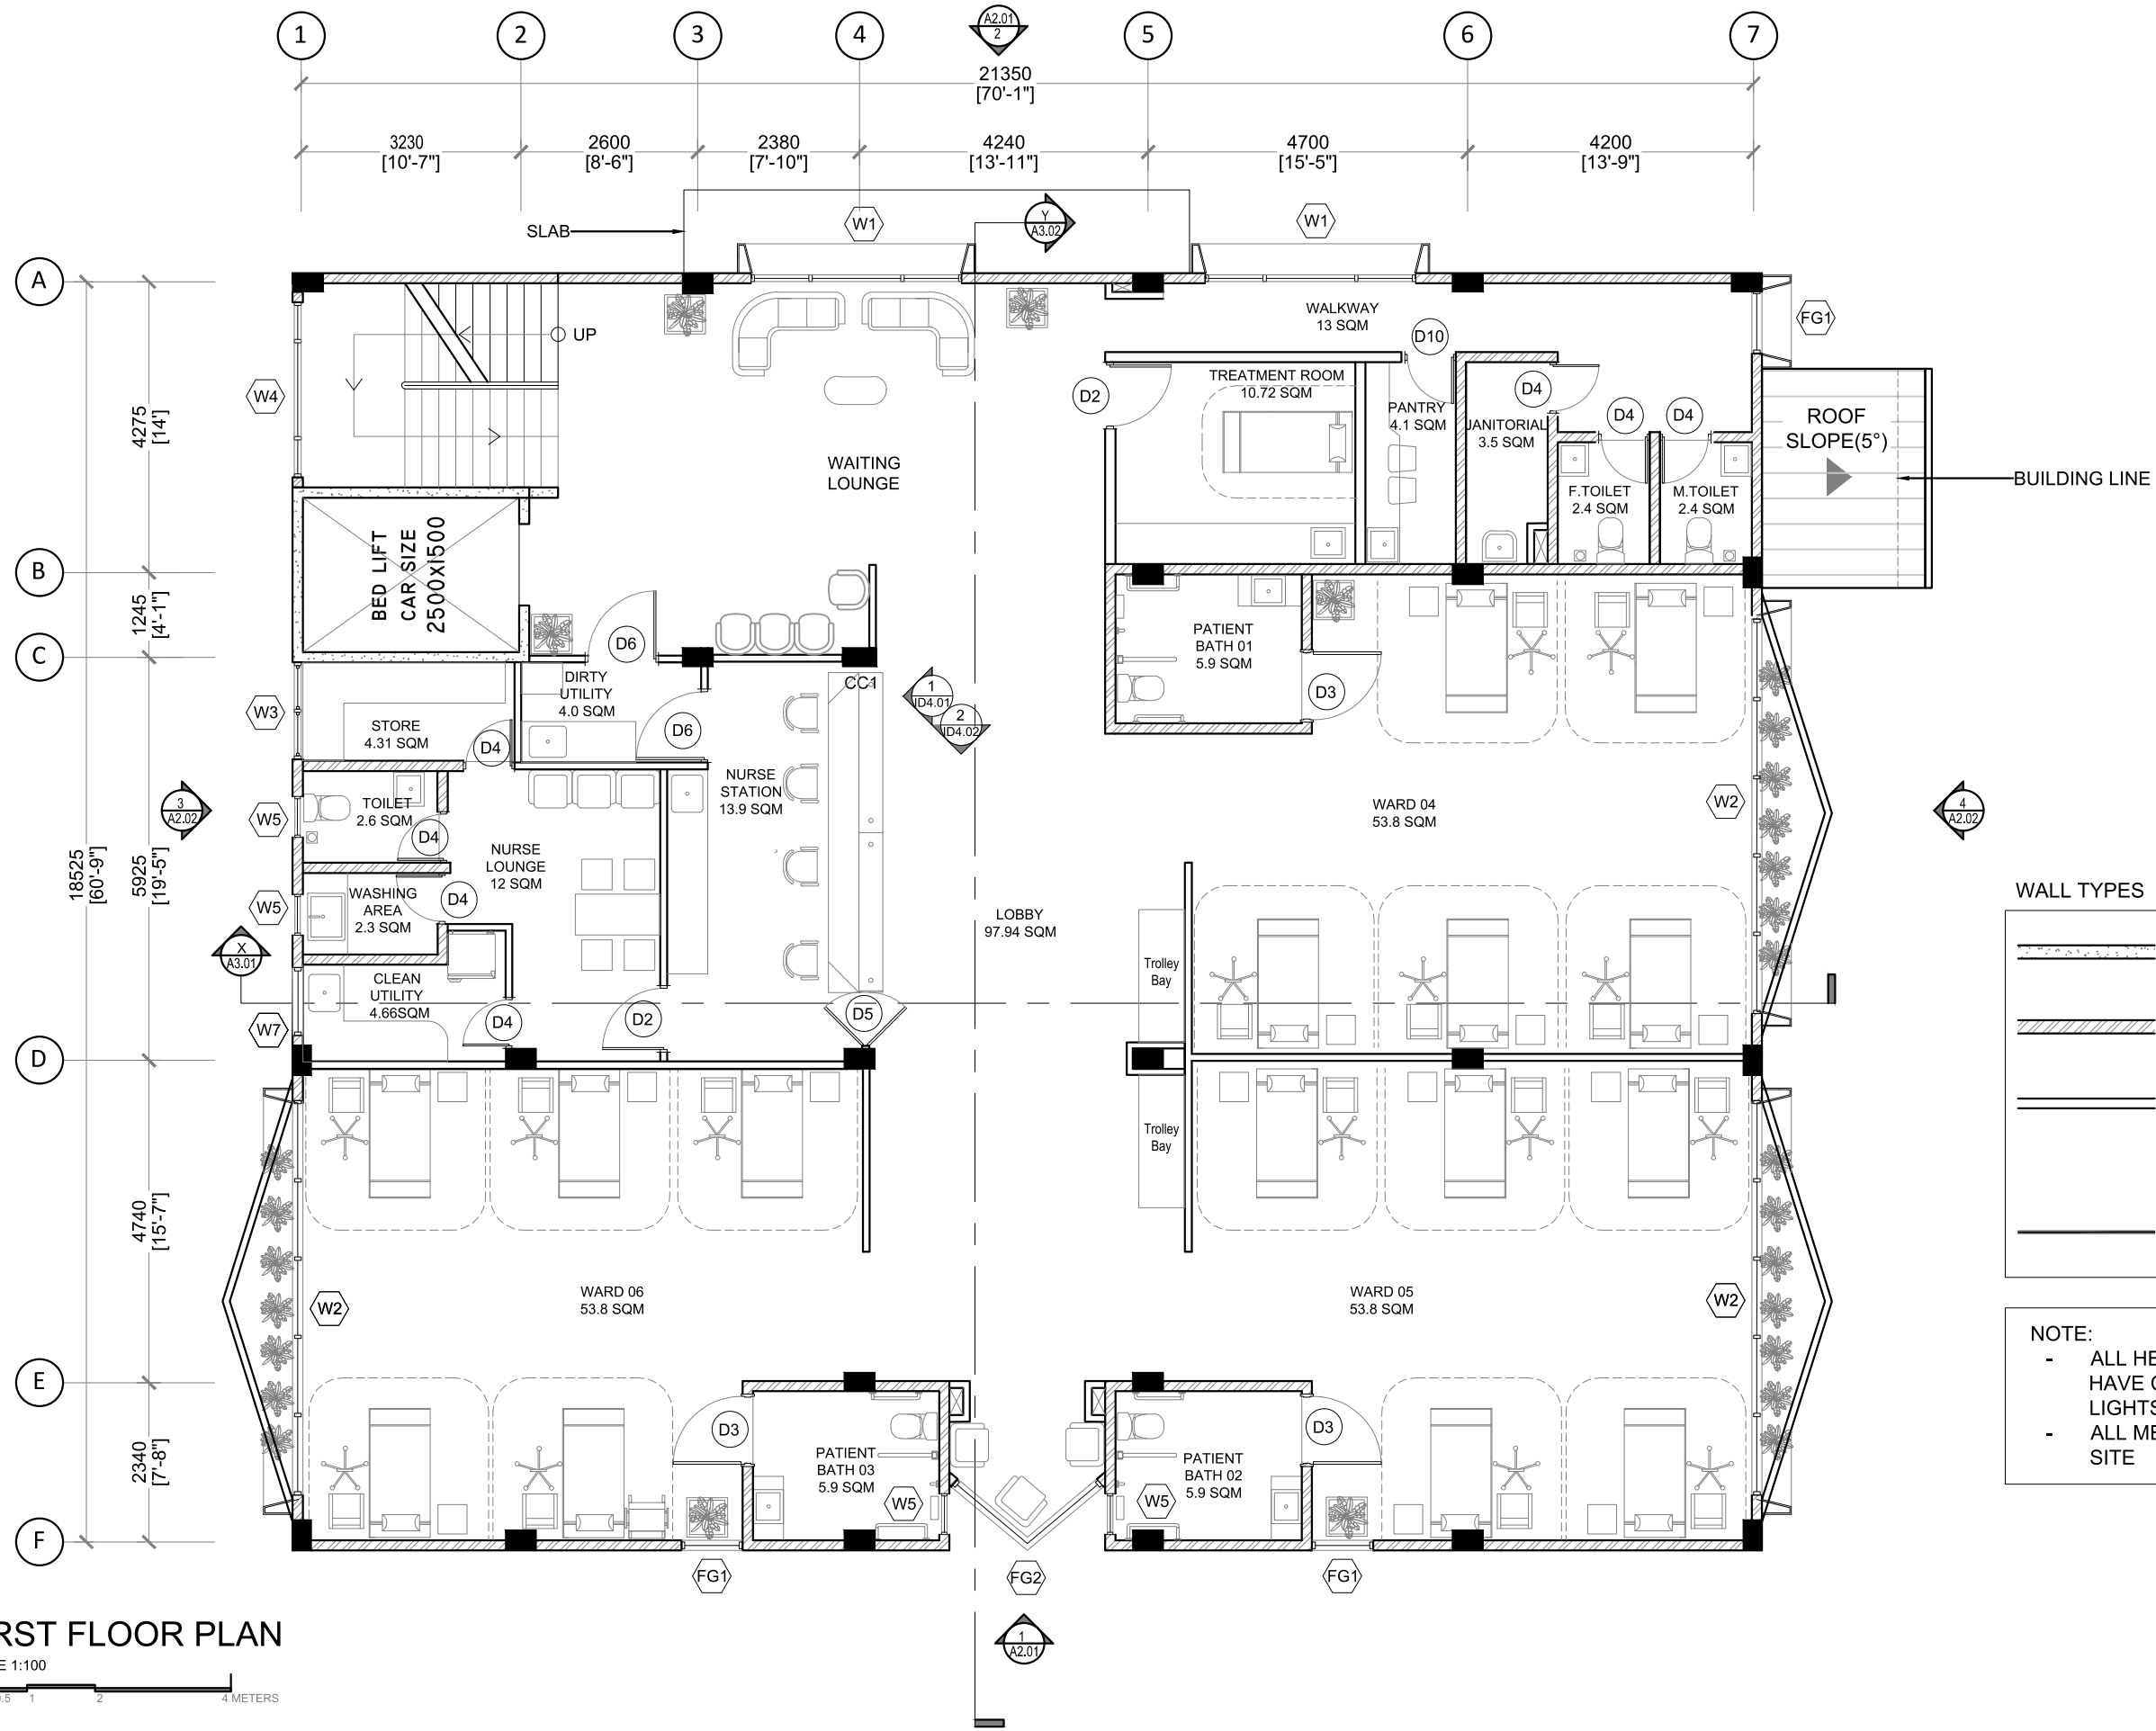 1
2
3
4
A2.01
2
5
6
7
21350
[70'-1"]
3230
[10'-7"]
2600
[8'-6"]
2380
[7'-10"]
4240
[13'-11"]
4700
[15'-5"]
4200
[13'-9"]
SLAB
W1
Y
A3.02
W1
A
B
C
D
E
F
18525
[60'-9"]
4275
[14']
1245
[4'-1"]
5925
[19'-5"]
4740
[15'-7"]
2340
[7'-8"]
UP
W4
WALKWAY
13 SQM
FG1
D10
D2
TREATMENT ROOM
10.72 SQM
PANTRY
4.1 SQM
JANITORIAL
3.5 SQM
D4
D4
D4
ROOF
SLOPE(5°)
BUILDING LINE
WAITING
LOUNGE
F.TOILET
2.4 SQM
M.TOILET
2.4 SQM
BED LIFT
CAR SIZE
2500X1500
D6
PATIENT
BATH 01
5.9 SQM
D3
W3
STORE
4.31 SQM
DIRTY
UTILITY
4.0 SQM
D6
D4
CC1
1
ID4.01
2
ID4.02
3
A2.02
W5
TOILET
2.6 SQM
D4
NURSE
STATION
13.9 SQM
NURSE
LOUNGE
12 SQM
WARD 04
53.8 SQM
W2
4
A2.02
W5
WASHING
AREA
2.3 SQM
D4
LOBBY
97.94 SQM
WALL TYPES
X
A3.01
CLEAN
UTILITY
4.66SQM
W7
D4
D2
D5
Trolley
Bay
Trolley
Bay
W2
WARD 06
53.8 SQM
WARD 05
53.8 SQM
W2
NOTE:
- ALL HE
HAVE C
LIGHTS
- ALL ME
SITE
D3
PATIENT
BATH 03
5.9 SQM
W5
PATIENT
BATH 02
5.9 SQM
W5
D3
FG1
FG2
FG1
1
A2.01
RST FLOOR PLAN
E 1:100
0.5 1 2 4 METERS